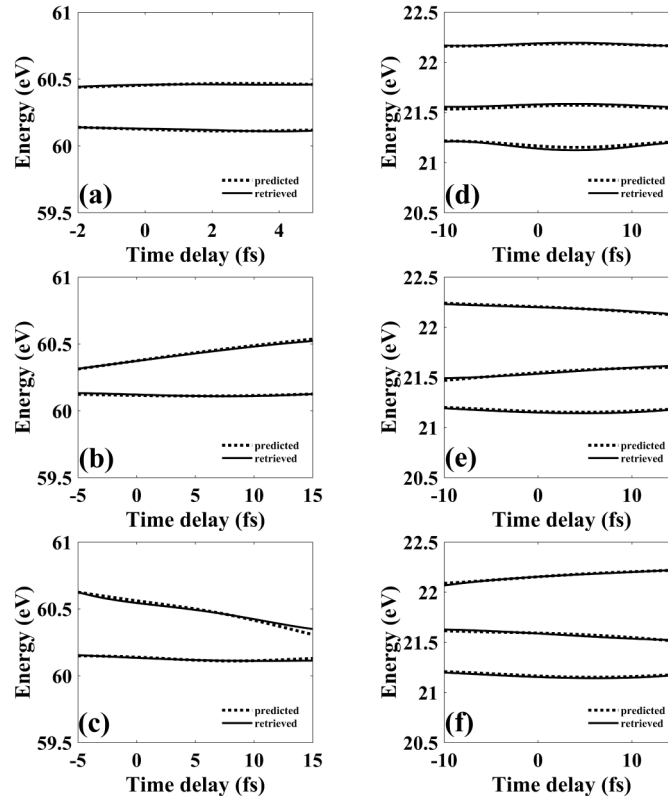 61
60.5
60
59.5
Energy (eV)
(a)
predicted
retrieved
-2 0 2 4
Time delay (fs)
22.5
22
21.5
21
20.5
Energy (eV)
(d)
predicted
retrieved
-10 0 10
Time delay (fs)
61
60.5
60
59.5
Energy (eV)
(b)
predicted
retrieved
-5 0 5 10 15
Time delay (fs)
22.5
22
21.5
21
20.5
Energy (eV)
(e)
predicted
retrieved
-10 0 10
Time delay (fs)
61
60.5
60
59.5
Energy (eV)
(c)
predicted
retrieved
-5 0 5 10 15
Time delay (fs)
22.5
22
21.5
21
20.5
Energy (eV)
(f)
predicted
retrieved
-10 0 10
Time delay (fs)